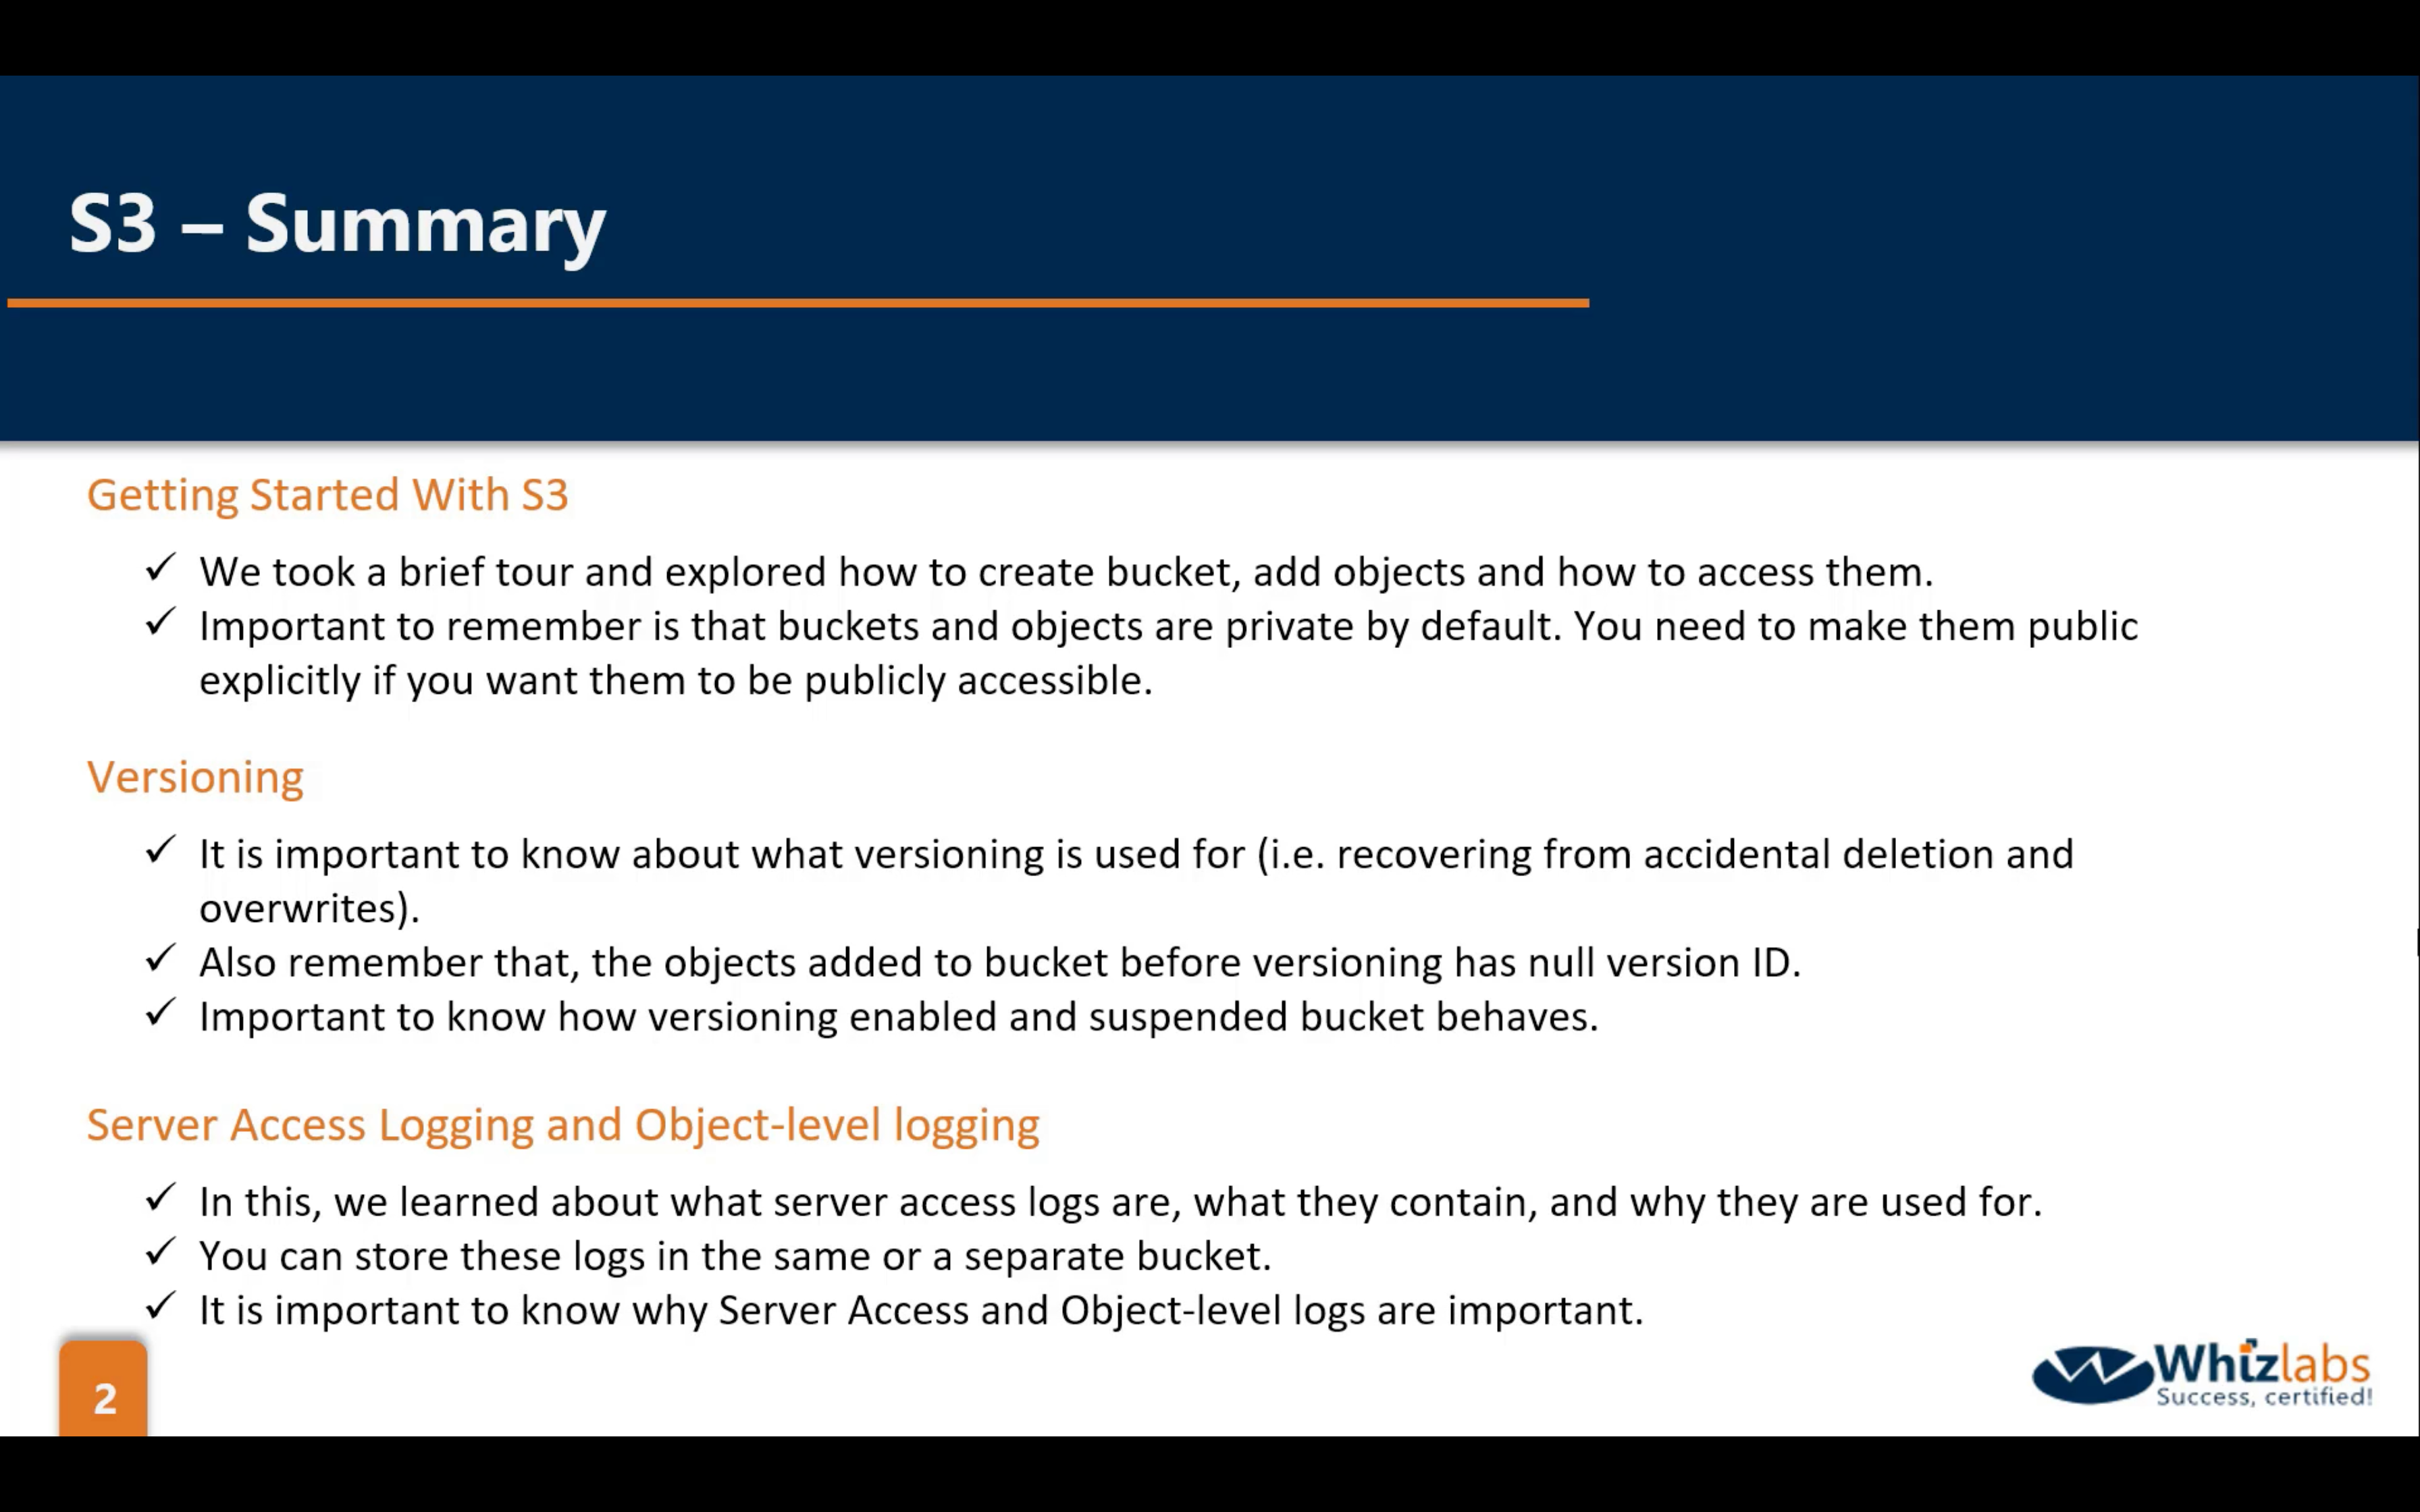 S3 – Summary
Getting Started With S3
✓ We took a brief tour and explored how to create bucket, add objects and how to access them.
✓ Important to remember is that buckets and objects are private by default. You need to make them public
explicitly if you want them to be publicly accessible.
Versioning
✓ It is important to know about what versioning is used for (i.e. recovering from accidental deletion and
overwrites).
✓ Also remember that, the objects added to bucket before versioning has null version ID.
✓ Important to know how versioning enabled and suspended bucket behaves.
Server Access Logging and Object-level logging
✓ In this, we learned about what server access logs are, what they contain, and why they are used for.
✓ You can store these logs in the same or a separate bucket.
✓ It is important to know why Server Access and Object-level logs are important.
2
Whizlabs
Success, certified!